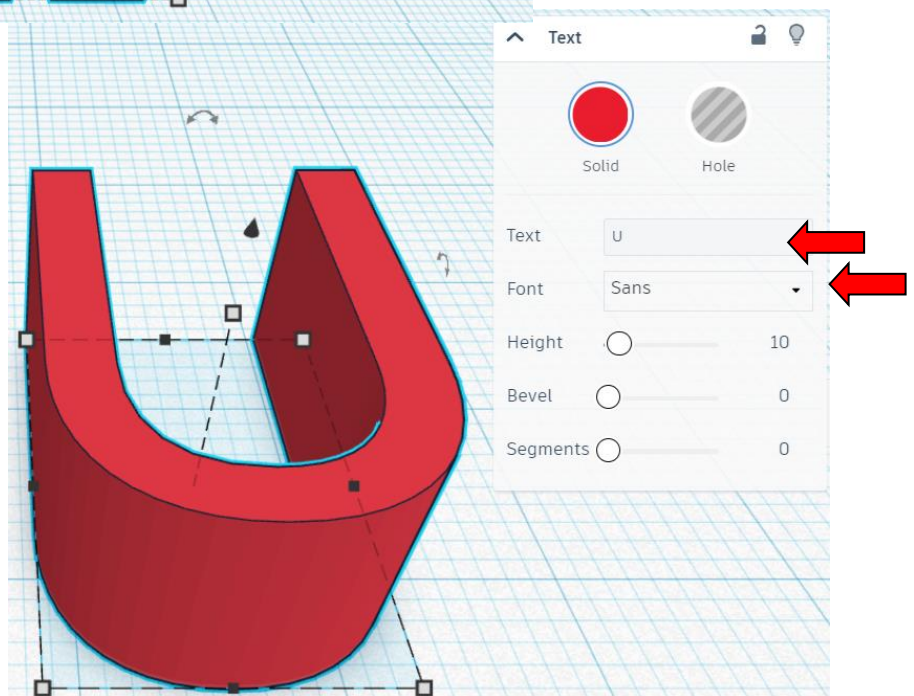 Text
Solid Hole
Text U
Font Sans
Height 10
Bevel 0
Segments 0